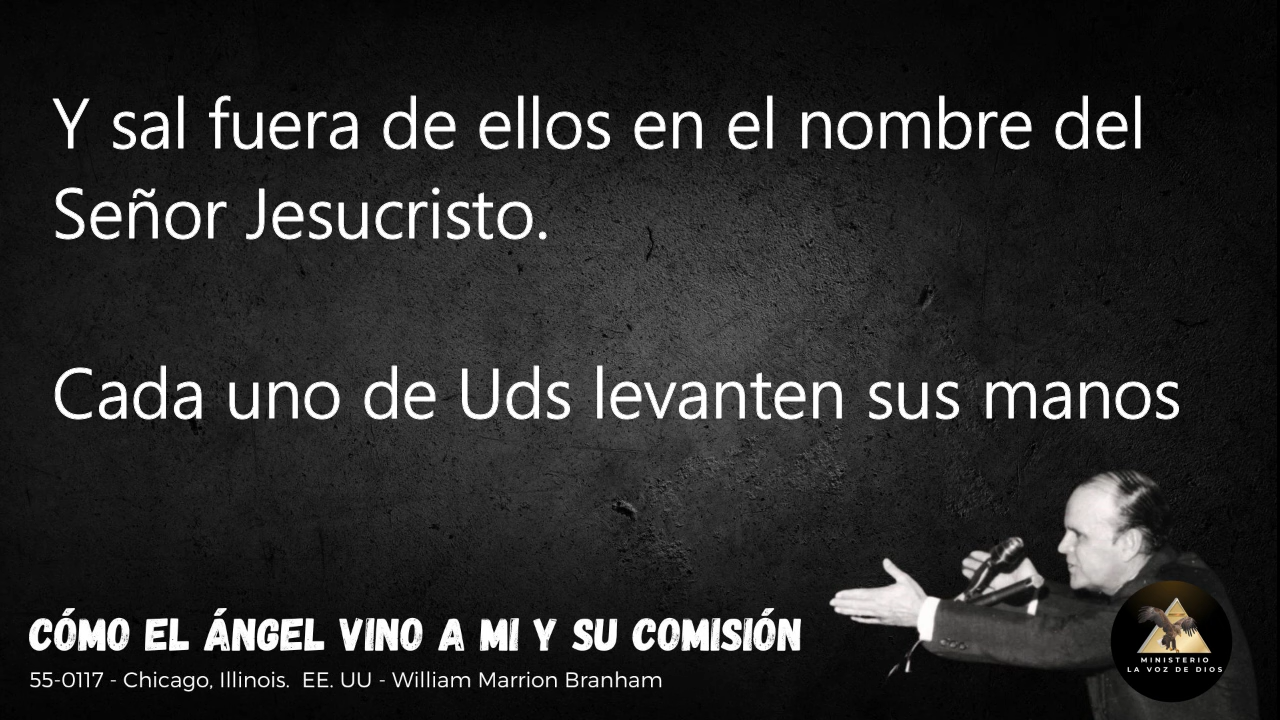 Y sal fuera de ellos en el nombre del
Señor Jesucristo.
Cada uno de Uds levanten sus manos
CÓMO EL ÁNGEL VINO A MI Y SU COMISIÓN
55-0117 - Chicago, Illinois. EE. UU - William Marrion Branham
MINISTERIO
LA VOZ DE DIOS